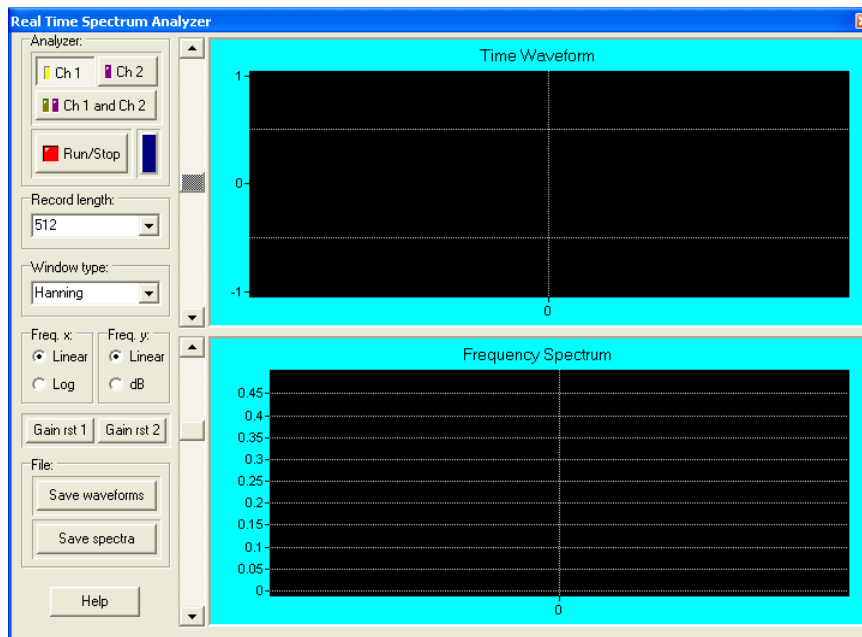 Real Time Spectrum Analyzer
Analyzer:
Ch 1
Ch 2
Ch 1 and Ch 2
Run/Stop
Record length:
512
Window type:
Hanning
Freq. x:
Freq. y:
Linear
Linear
Log
dB
Gain rst 1
Gain rst 2
File:
Save waveforms
Save spectra
Help
Time Waveform
1
0
-1
0
Frequency Spectrum
0.45
0.4
0.35
0.3
0.25
0.2
0.15
0.1
0.05
0
0